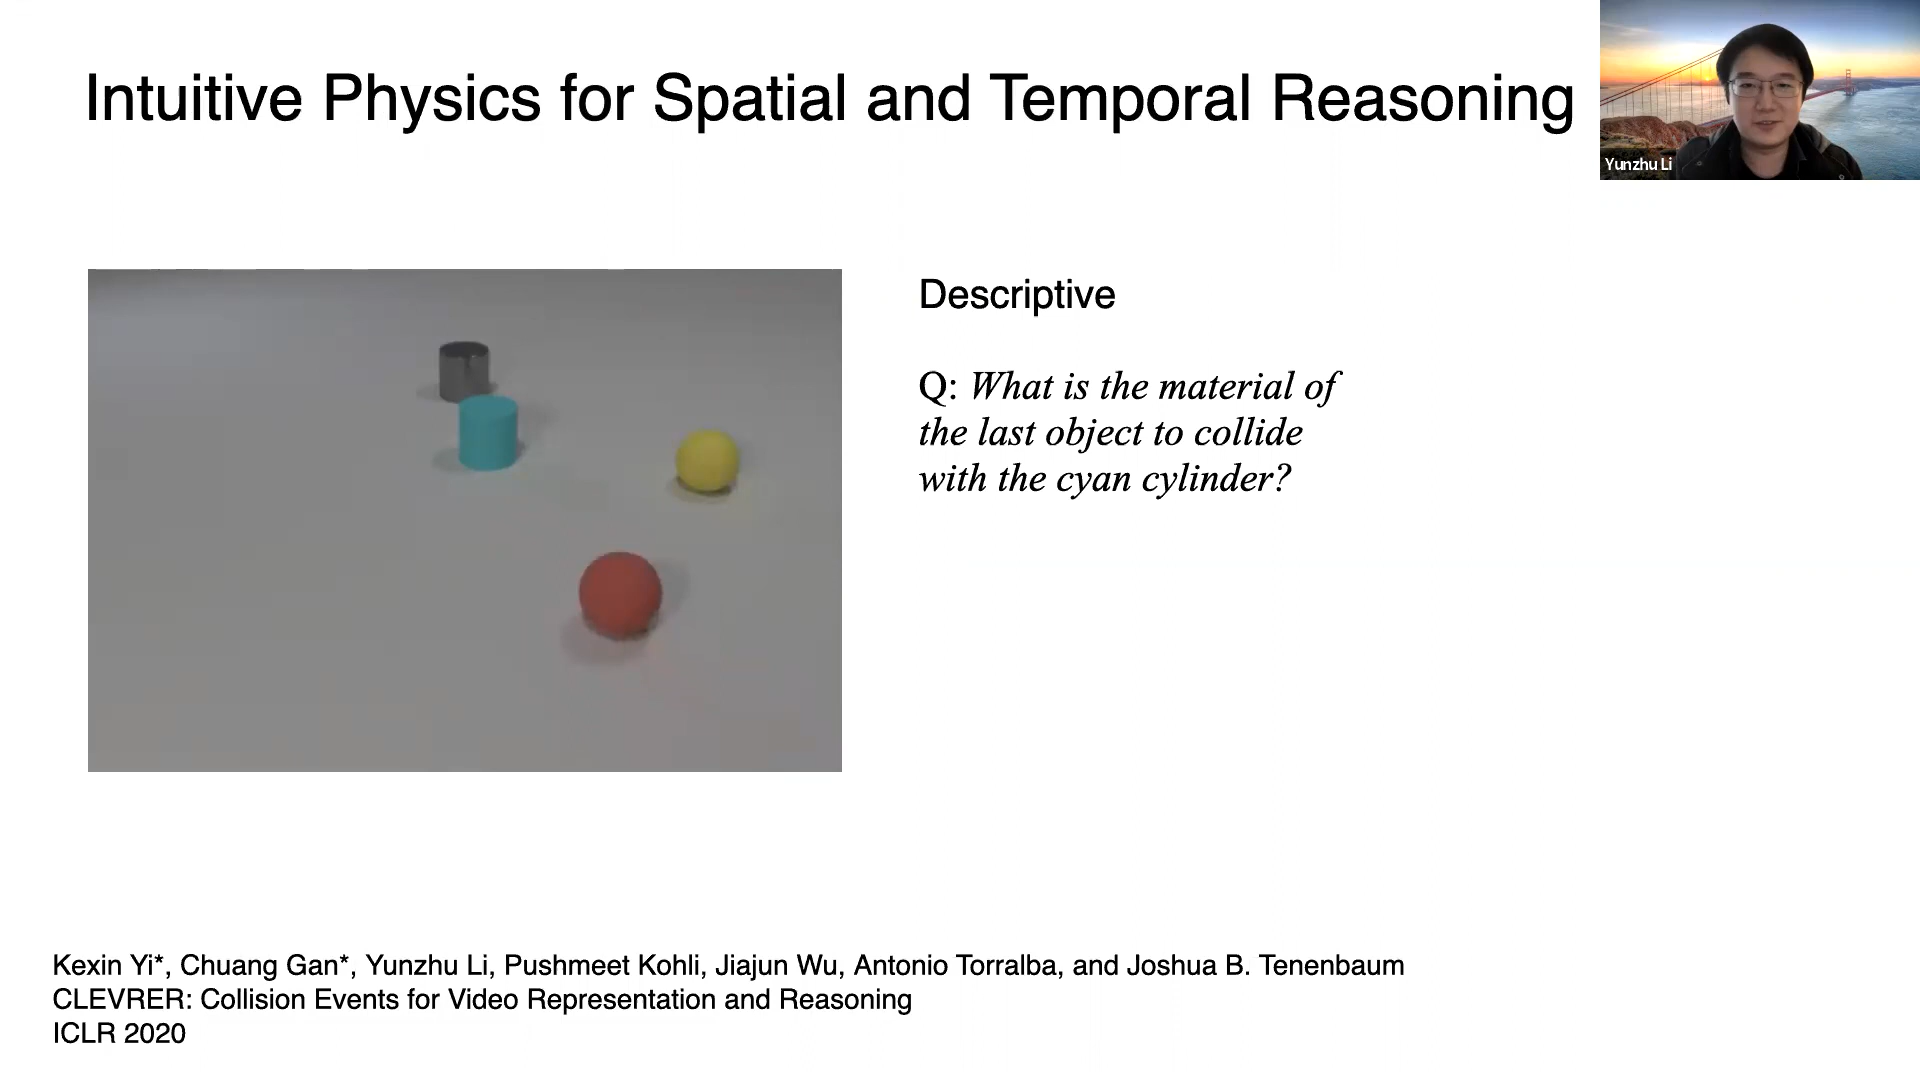 Intuitive Physics for Spatial and Temporal Reasoning
Yunzhu Li
Descriptive
Q: What is the material of
the last object to collide
with the cyan cylinder?
Kexin Yi*, Chuang Gan*, Yunzhu Li, Pushmeet Kohli, Jiajun Wu, Antonio Torralba, and Joshua B. Tenenbaum
CLEVRER: Collision Events for Video Representation and Reasoning
ICLR 2020